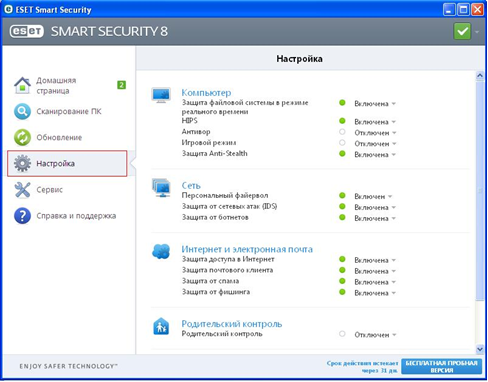 ESET Smart Security
eset SMART SECURITY 8
Домашняя страница 2
Сканирование ПК
Обновление
Настройка
Сервис
Справка и поддержка
Настройка
Компьютер
Защита файловой системы в режиме
реального времени Включена
HIPS Включена
Антивор Отключен
Игровой режим Отключен
Защита Anti-Stealth Включена
Сеть
Персональный файервол Включен
Защита от сетевых атак (IDS) Включена
Защита от ботнетов Включена
Интернет и электронная почта
Защита доступа в Интернет Включена
Защита почтового клиента Включена
Защита от спама Включена
Защита от фишинга Включена
Родительский контроль
Родительский контроль Отключен
ENJOY SAFER TECHNOLOGY™
Срок действия истекает
через 31 дн.
БЕСПЛАТНАЯ ПРОБНАЯ
ВЕРСИЯ